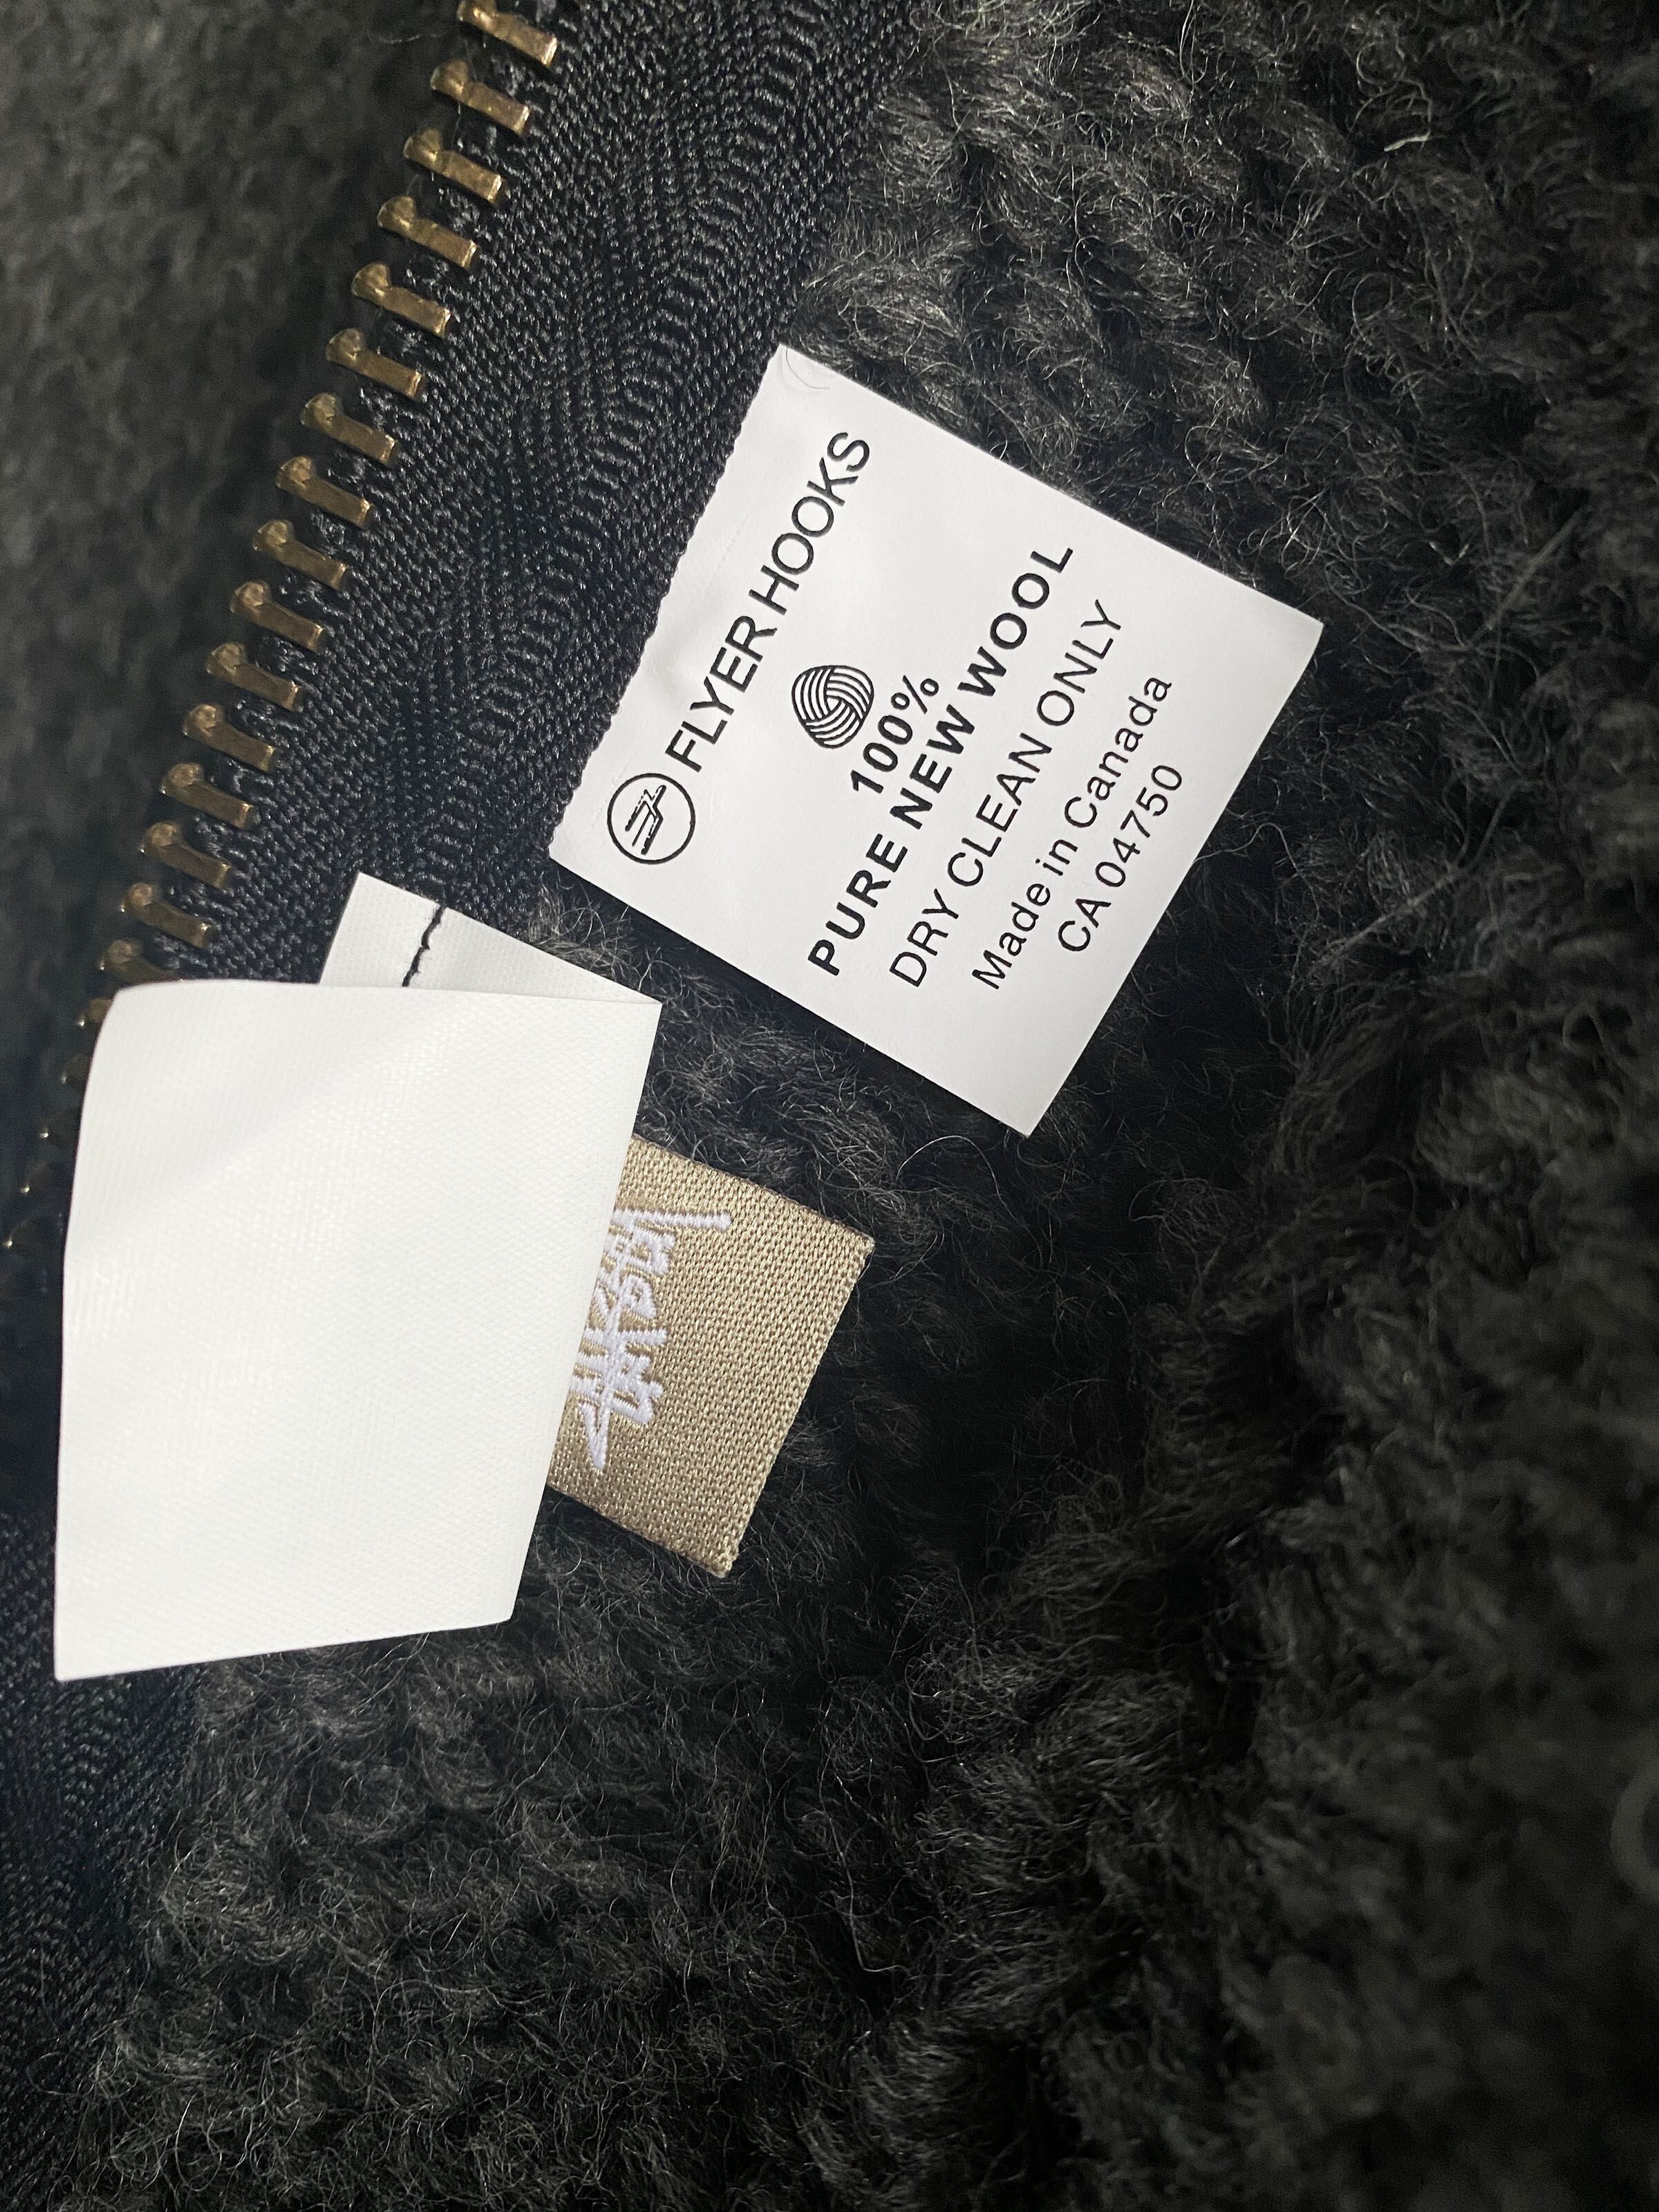 FLYER HOOKS
100%
PURE NEW WOOL
DRY CLEAN ONLY
Made in Canada
CA 04750